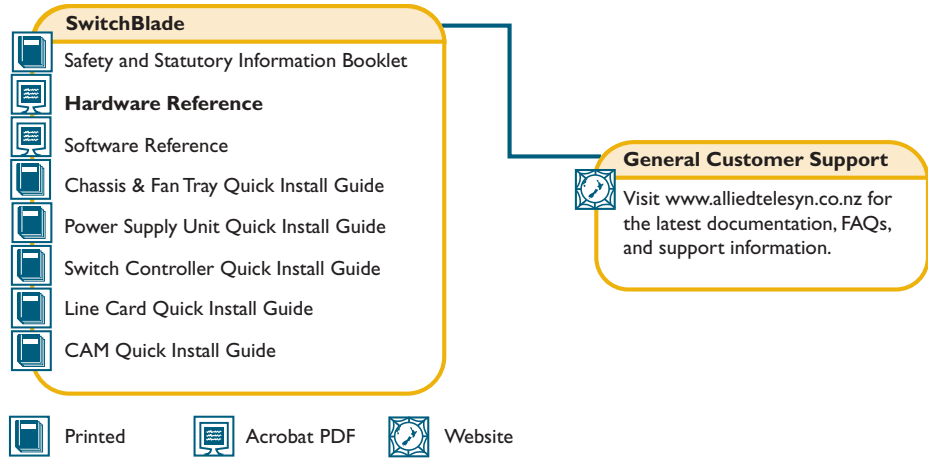 SwitchBlade
Safety and Statutory Information Booklet
Hardware Reference
Software Reference
Chassis & Fan Tray Quick Install Guide
Power Supply Unit Quick Install Guide
Switch Controller Quick Install Guide
Line Card Quick Install Guide
CAM Quick Install Guide
General Customer Support
Visit www.alliedtelesyn.co.nz for
the latest documentation, FAQs,
and support information.
Printed
Acrobat PDF
Website